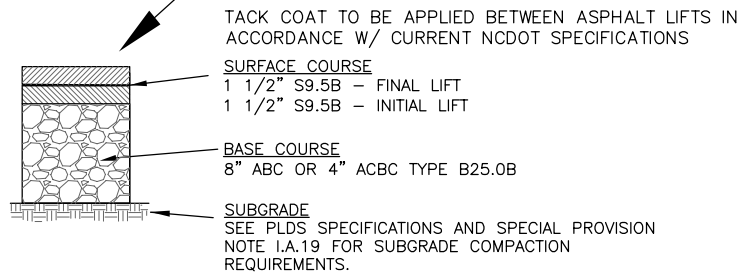 TACK COAT TO BE APPLIED BETWEEN ASPHALT LIFTS IN
ACCORDANCE W/ CURRENT NCDOT SPECIFICATIONS
SURFACE COURSE
1 1/2" S9.5B – FINAL LIFT
1 1/2" S9.5B – INITIAL LIFT
BASE COURSE
8" ABC OR 4" ACBC TYPE B25.0B
SUBGRADE
SEE PLDS SPECIFICATIONS AND SPECIAL PROVISION
NOTE I.A.19 FOR SUBGRADE COMPACTION
REQUIREMENTS.